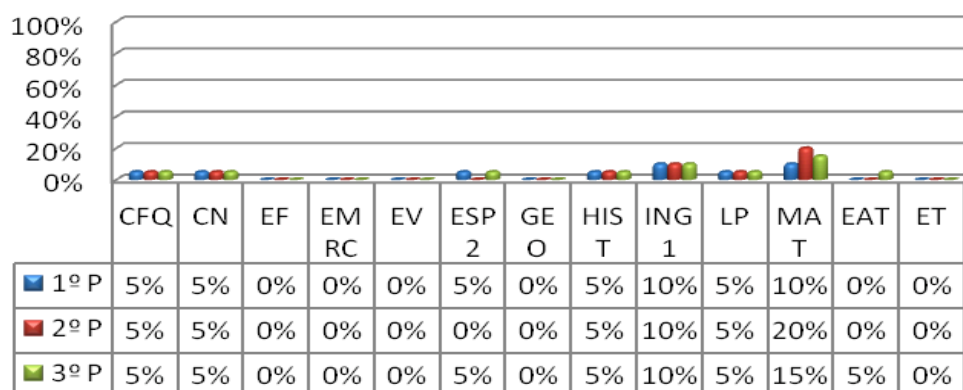 100%
80%
60%
40%
20%
0%
CFQ CN EF EM RC EV ESP 2 GE O HIS T ING 1 LP MA T EAT ET
1º P 5% 5% 0% 0% 0% 5% 0% 5% 10% 5% 10% 0% 0%
2º P 5% 5% 0% 0% 0% 0% 0% 5% 10% 5% 20% 0% 0%
3º P 5% 5% 0% 0% 0% 5% 0% 5% 10% 5% 15% 5% 0%